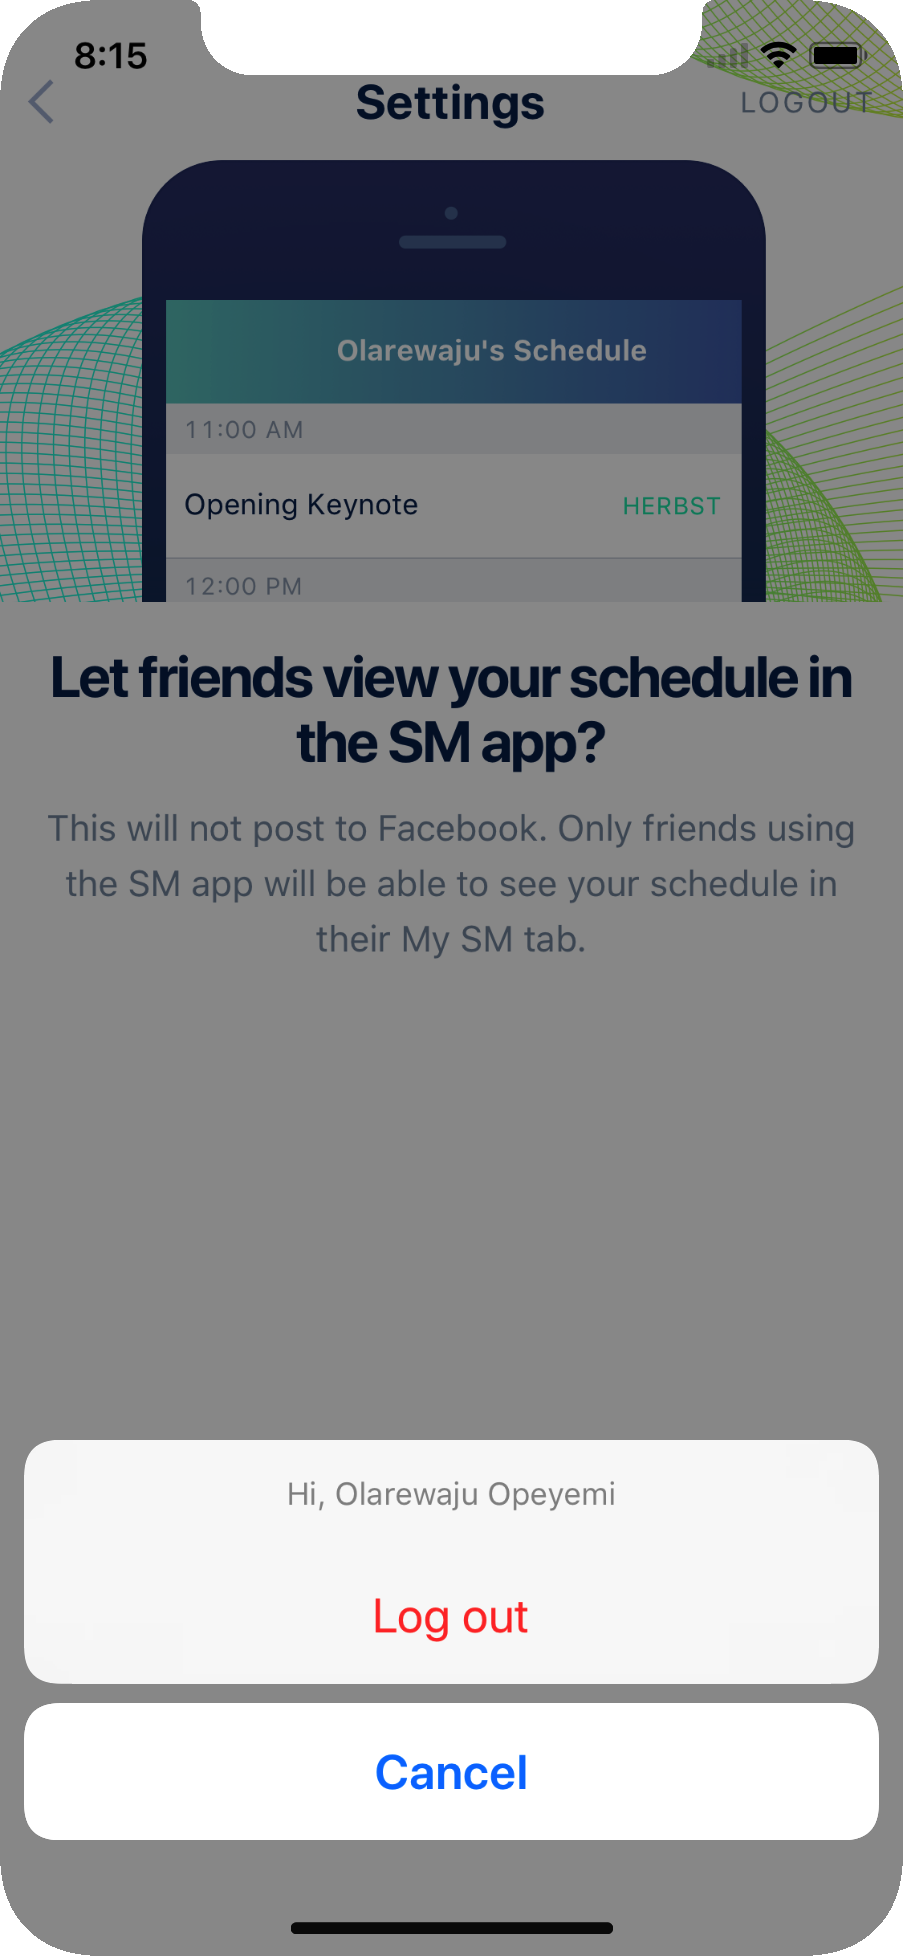 8:15
Settings
LOGOUT
Olarewaju's Schedule
11:00 AM
Opening Keynote
HERBST
12:00 PM
Let friends view your schedule in
the SM app?
This will not post to Facebook. Only friends using
the SM app will be able to see your schedule in
their My SM tab.
Hi, Olarewaju Opeyemi
Log out
Cancel